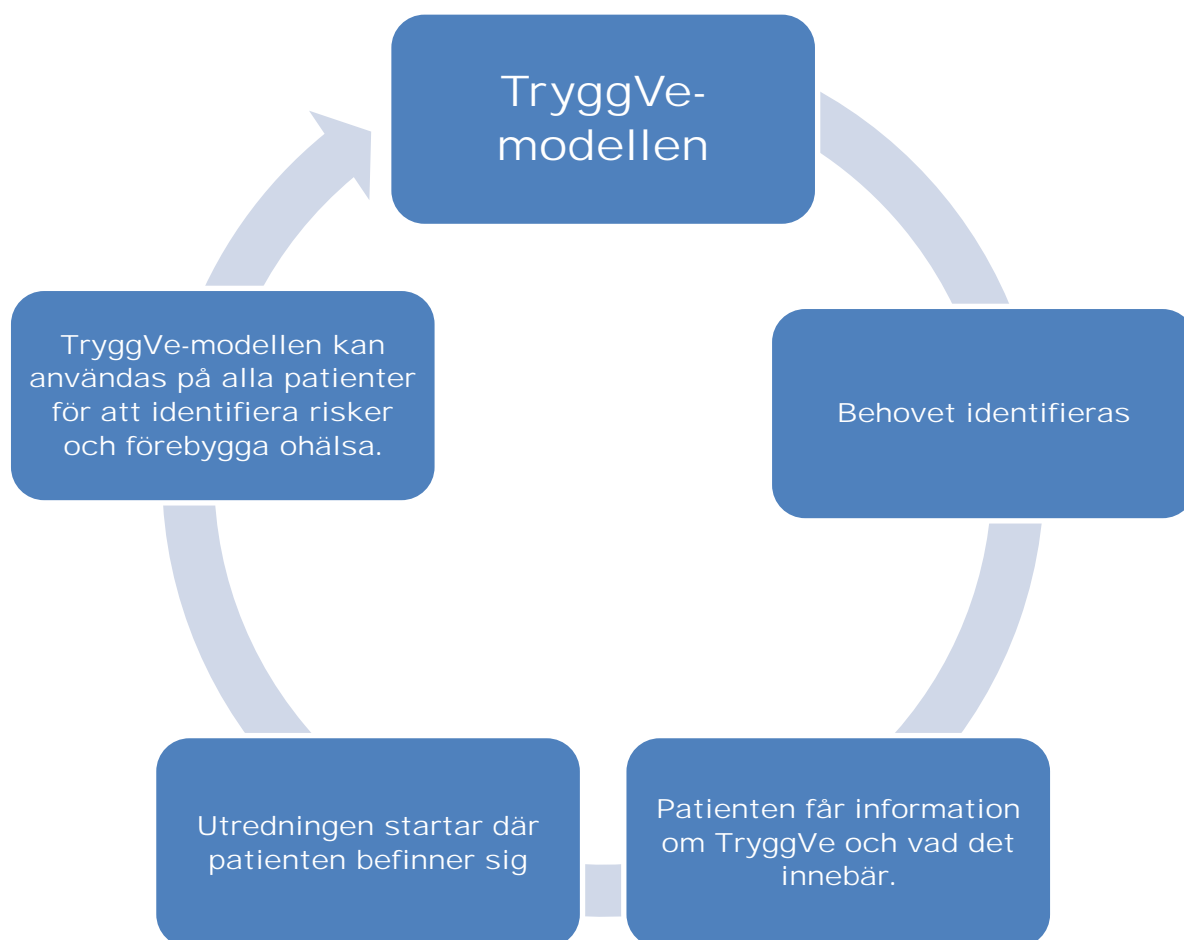 TryggVe-
modellen
Behovet identifieras
Patienten får information
om TryggVe och vad det
innebär.
Utredningen startar där
patienten befinner sig
TryggVe-modellen kan
användas på alla patienter
för att identifiera risker
och förebygga ohälsa.